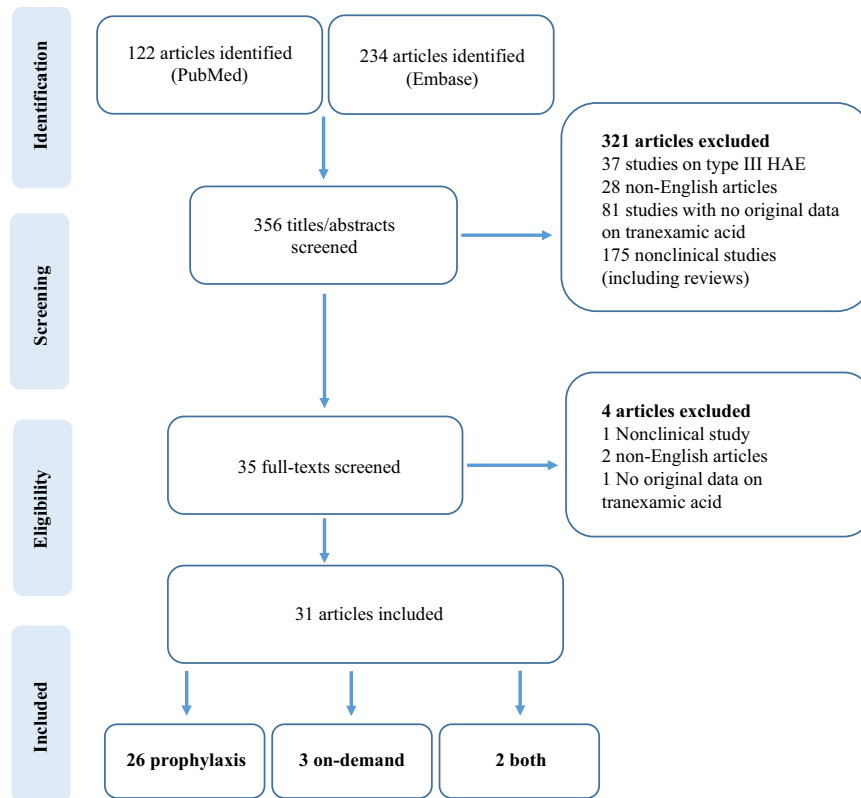 Identification
122 articles identified
(PubMed)
234 articles identified
(Embase)
321 articles excluded
37 studies on type III HAE
28 non-English articles
81 studies with no original data
on tranexamic acid
175 nonclinical studies
(including reviews)
Screening
356 titles/abstracts
screened
Eligibility
35 full-texts screened
4 articles excluded
1 Nonclinical study
2 non-English articles
1 No original data on
tranexamic acid
31 articles included
Included
26 prophylaxis
3 on-demand
2 both